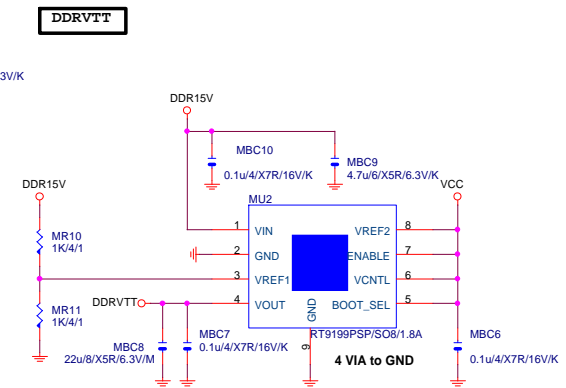 DDRVTT
3V/K
DDR15V
MBC10
0.1u/4/X7R/16V/K
MBC9
4.7u/6/X5R/6.3V/K
DDR15V
VCC
MU2
1 VIN VREF2 8
MR10
1K/4/1
2 GND ENABLE 7
3 VREF1 VCNTL 6
DDRVTT 4 VOUT BOOT_SEL 5
GND
MR11
1K/4/1
RT9199PSP/SO8/1.8A
9
4 VIA to GND
MBC8
22u/8/X5R/6.3V/M
MBC7
0.1u/4/X7R/16V/K
MBC6
0.1u/4/X7R/16V/K